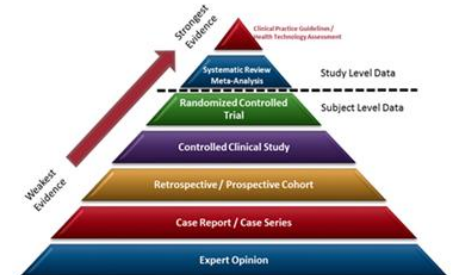 Strongest
Evidence
Clinical Practice Guidelines /
Health Technology Assessment
Systematic Review
Meta-Analysis
Study Level Data
Randomized Controlled
Trial
Subject Level Data
Controlled Clinical Study
Weakest
Evidence
Retrospective / Prospective Cohort
Case Report / Case Series
Expert Opinion